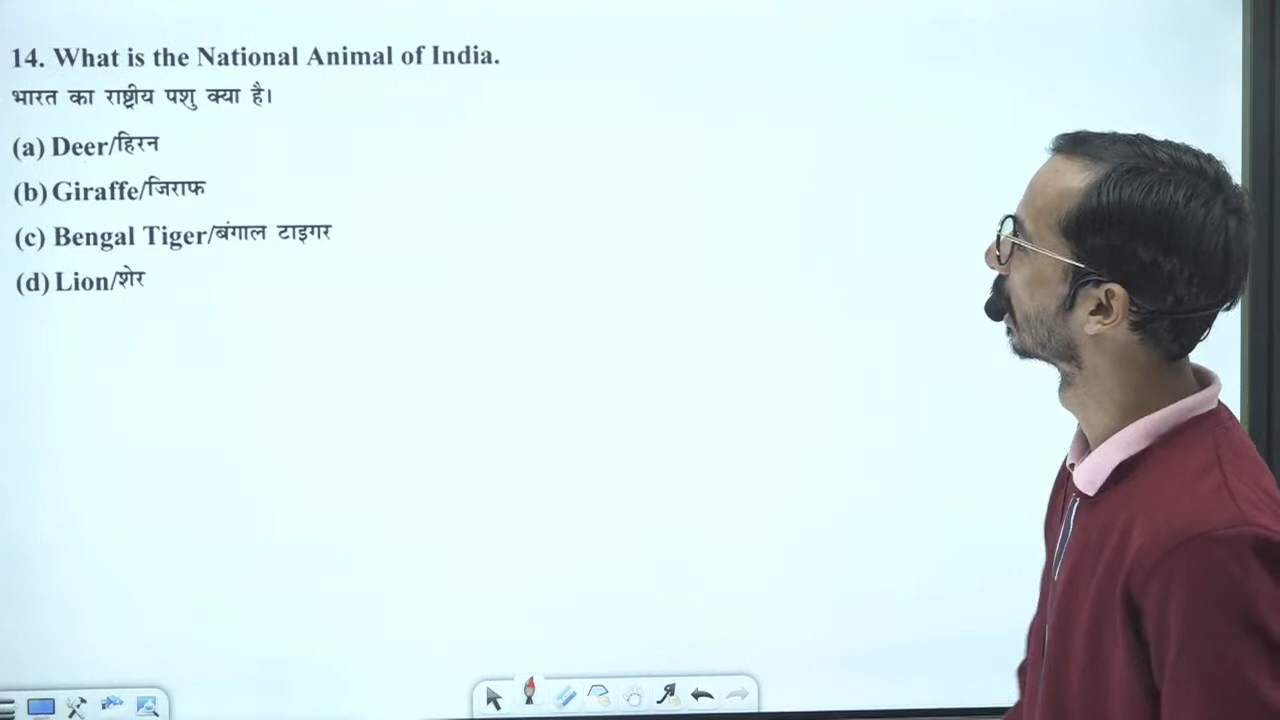 14. What is the National Animal of India.
भारत का राष्ट्रीय पशु क्या है।
(a) Deer/हिरन
(b) Giraffe/जिराफ
(c) Bengal Tiger/बंगाल टाइगर
(d) Lion/शेर